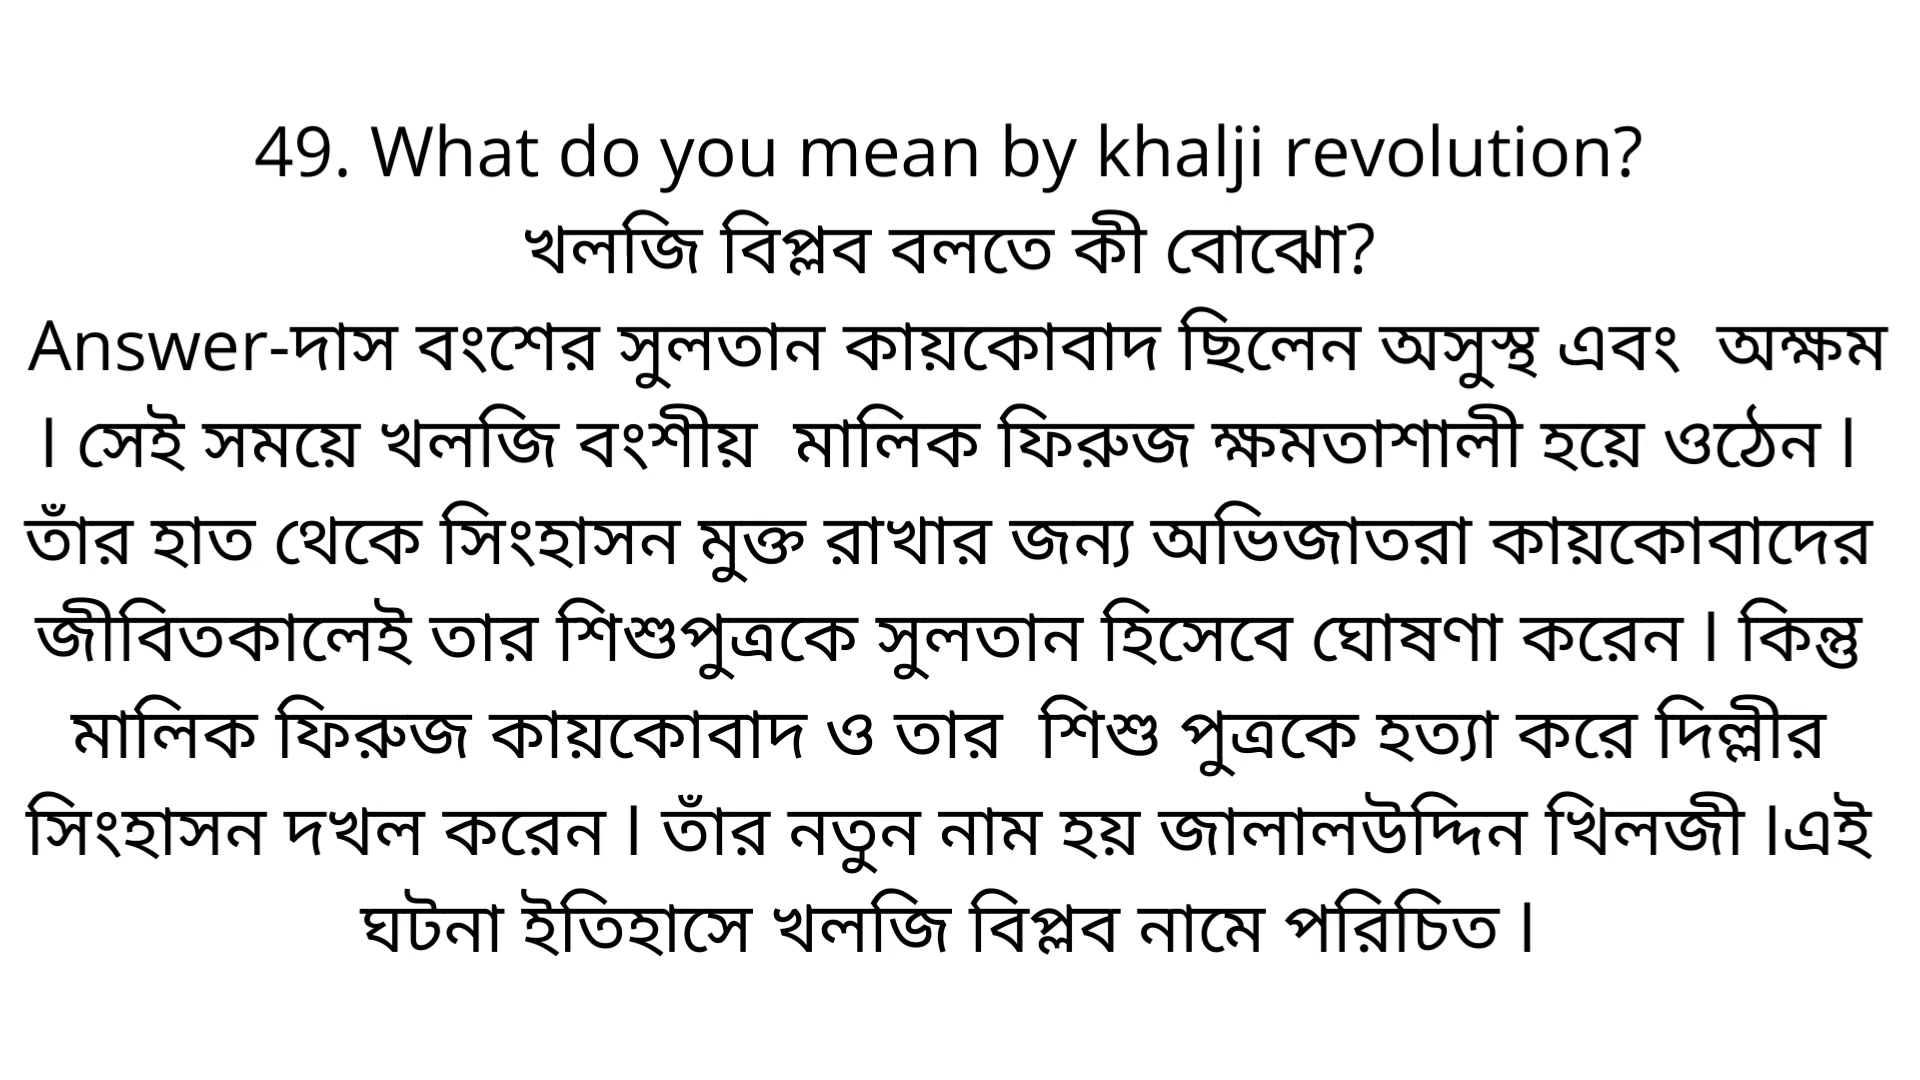 49. What do you mean by khalji revolution?
খলজি বিপ্লব বলতে কী বোঝো?
Answer-দাস বংশের সুলতান কায়কোবাদ ছিলেন অসুস্থ এবং  অক্ষম
। সেই সময়ে খলজি বংশীয়  মালিক ফিরুজ ক্ষমতাশালী হয়ে ওঠেন ।
তাঁর হাত থেকে সিংহাসন মুক্ত রাখার জন্য অভিজাতরা কায়কোবাদের
জীবিতকালেই তার শিশুপুত্রকে সুলতান হিসেবে ঘোষণা করেন । কিন্তু
মালিক ফিরুজ কায়কোবাদ ও তার  শিশু পুত্রকে হত্যা করে দিল্লীর
সিংহাসন দখল করেন । তাঁর নতুন নাম হয় জালালউদ্দিন খিলজী ।এই
ঘটনা ইতিহাসে খলজি বিপ্লব নামে পরিচিত ।